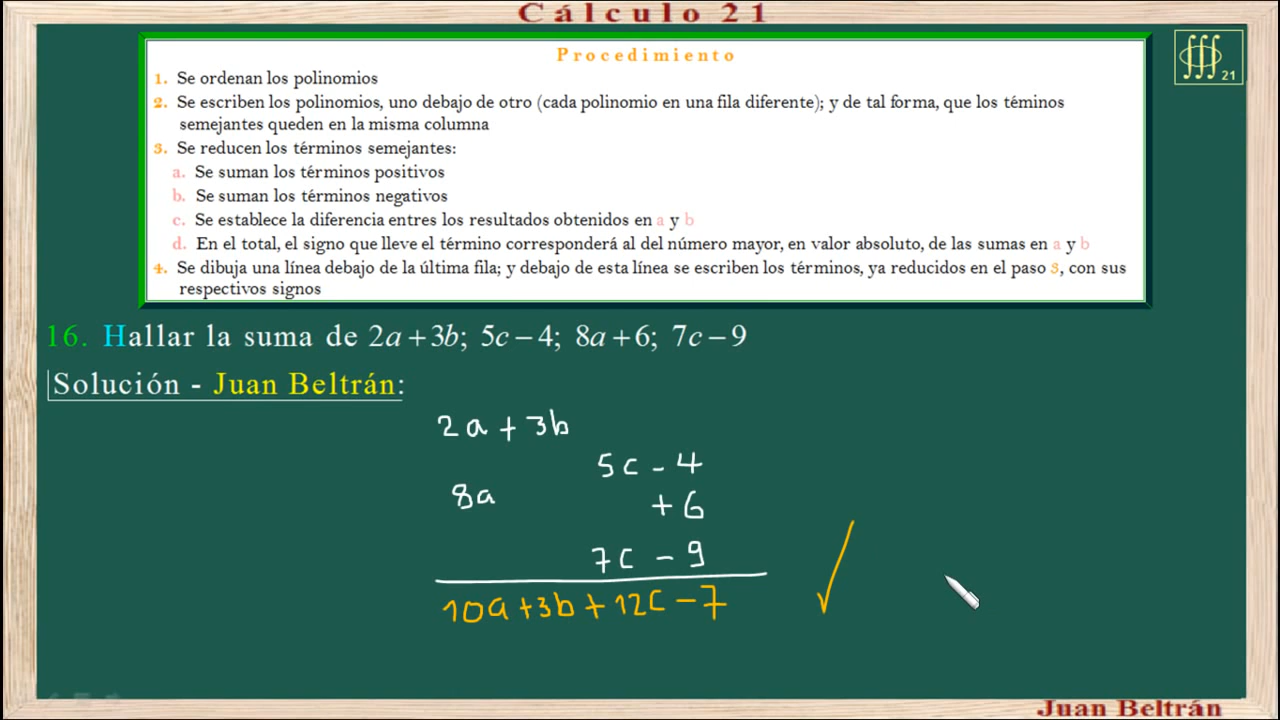 Cálculo 21
Procedimiento
1. Se ordenan los polinomios
2. Se escriben los polinomios, uno debajo de otro (cada polinomio en una fila diferente); y de tal forma, que los téminos
semejantes queden en la misma columna
3. Se reducen los términos semejantes:
a. Se suman los términos positivos
b. Se suman los términos negativos
c. Se establece la diferencia entres los resultados obtenidos en a y b
d. En el total, el signo que lleve el término corresponderá al del número mayor, en valor absoluto, de las sumas en a y b
4. Se dibuja una línea debajo de la última fila; y debajo de esta línea se escriben los términos, ya reducidos en el paso 3, con sus
respectivos signos
21
16. Hallar la suma de 2a+3b; 5c−4; 8a+6; 7c−9
Solución - Juan Beltrán:
2a + 3b
5c - 4
8a + 6
7c - 9
10a + 3b + 12c - 7
Juan Beltrán